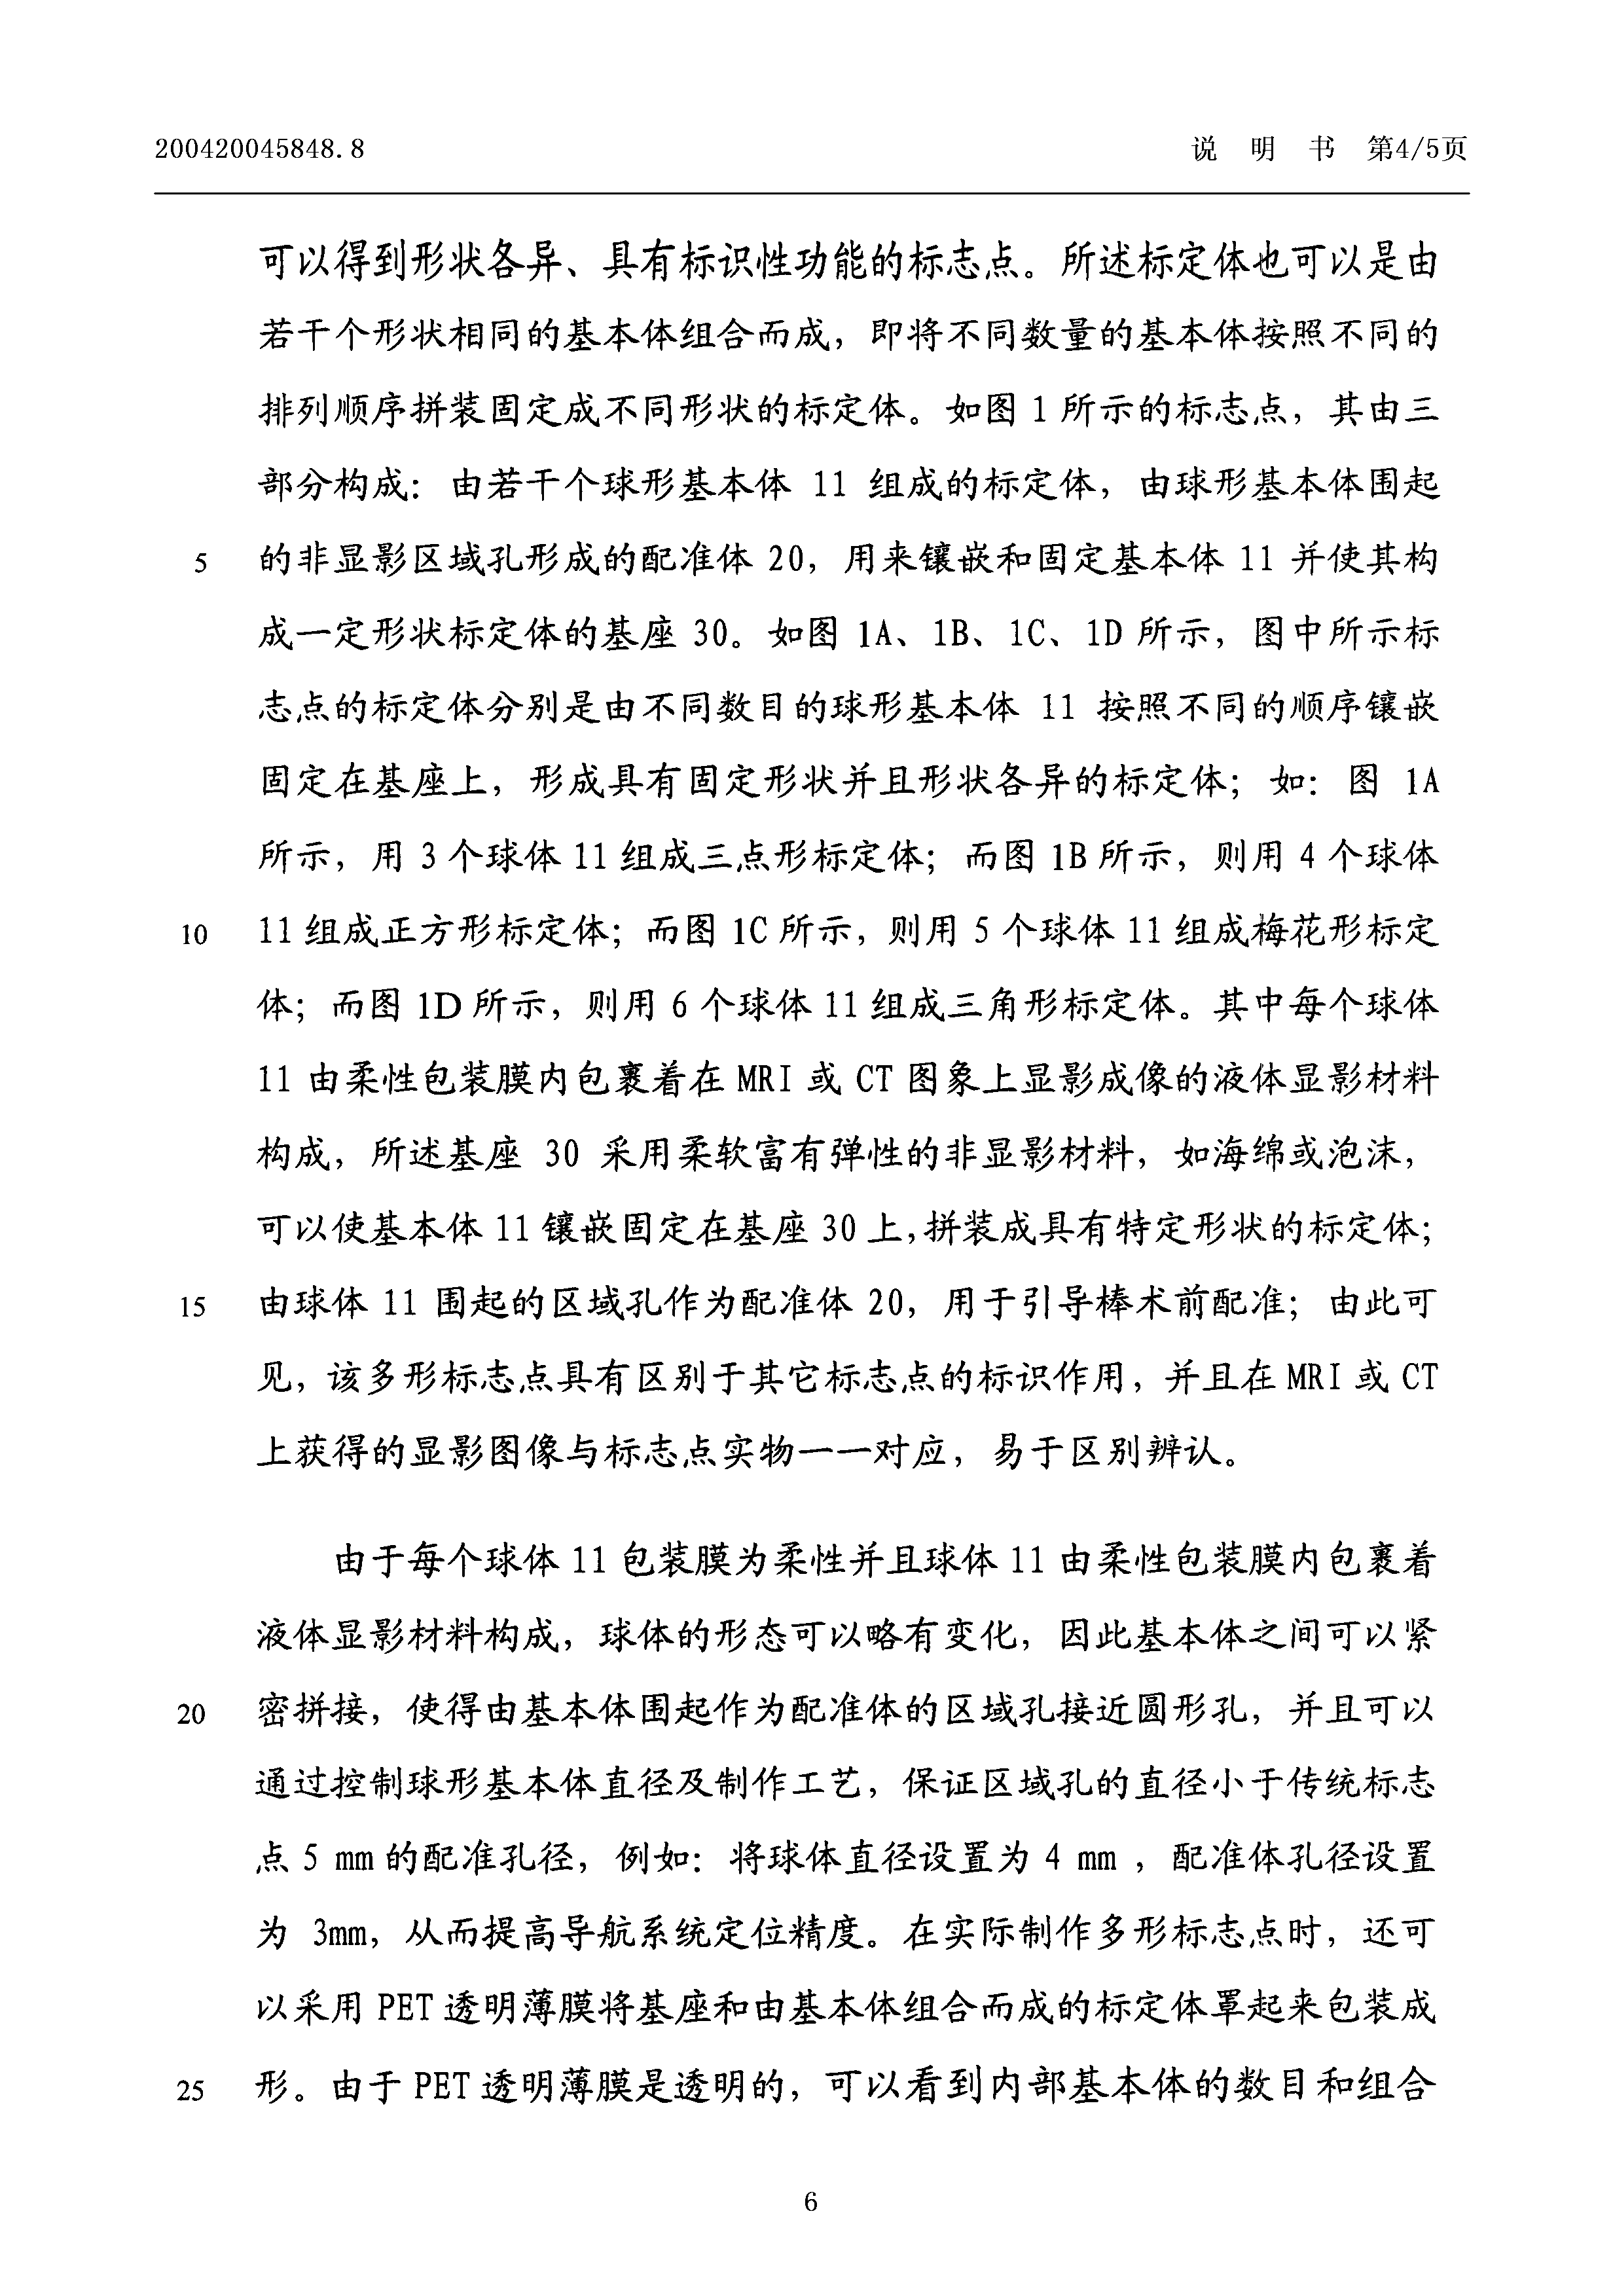 200420045848.8 说 明 书 第4/5页
可以得到形状各异、具有标识性功能的标志点。所述标定体也可以是由
若干个形状相同的基本体组合而成，即将不同数量的基本体按照不同的
排列顺序拼装固定成不同形状的标定体。如图 1 所示的标志点，其由三
部分构成：由若干个球形基本体 11 组成的标定体，由球形基本体围起
5 的非显影区域孔形成的配准体 20，用来镶嵌和固定基本体 11 并使其构
成一定形状标定体的基座 30。如图 1A、1B、1C、1D 所示，图中所示标
志点的标定体分别是由不同数目的球形基本体 11 按照不同的顺序镶嵌
固定在基座上，形成具有固定形状并且形状各异的标定体；如：图 1A
所示，用 3 个球体 11 组成三点形标定体；而图 1B 所示，则用 4 个球体
10 11 组成正方形标定体；而图 1C 所示，则用 5 个球体 11 组成梅花形标定
体；而图 1D 所示，则用 6 个球体 11 组成三角形标定体。其中每个球体
11 由柔性包装膜内包裹着在 MRI 或 CT 图象上显影成像的液体显影材料
构成，所述基座 30 采用柔软富有弹性的非显影材料，如海绵或泡沫，
可以使基本体 11 镶嵌固定在基座 30 上，拼装成具有特定形状的标定体；
15 由球体 11 围起的区域孔作为配准体 20，用于引导棒术前配准；由此可
见，该多形标志点具有区别于其它标志点的标识作用，并且在 MRI 或 CT
上获得的显影图像与标志点实物一一对应，易于区别辨认。
由于每个球体 11 包装膜为柔性并且球体 11 由柔性包装膜内包裹着
液体显影材料构成，球体的形态可以略有变化，因此基本体之间可以紧
20 密拼接，使得由基本体围起作为配准体的区域孔接近圆形孔，并且可以
通过控制球形基本体直径及制作工艺，保证区域孔的直径小于传统标志
点 5 mm 的配准孔径，例如：将球体直径设置为 4 mm ，配准体孔径设置
为 3mm，从而提高导航系统定位精度。在实际制作多形标志点时，还可
以采用 PET 透明薄膜将基座和由基本体组合而成的标定体罩起来包装成
25 形。由于 PET 透明薄膜是透明的，可以看到内部基本体的数目和组合
6